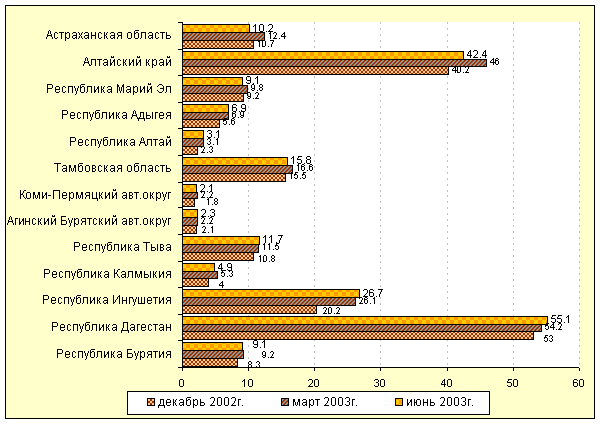 Астраханская область 10.2
12.4
10.7
Алтайский край 42.4
46
40.2
Республика Марий Эл 9.1
9.8
9.2
Республика Адыгея 6.9
6.9
5.6
Республика Алтай 3.1
3.1
2.3
Тамбовская область 15.8
16.6
15.5
Коми-Пермяцкий авт.округ 2.1
2.2
1.8
Агинский Бурятский авт.округ 2.3
2.2
2.1
Республика Тыва 11.7
11.5
10.8
Республика Калмыкия 4.9
5.3
4
Республика Ингушетия 26.7
26.1
20.2
Республика Дагестан 55.1
54.2
53
Республика Бурятия 9.1
9.2
8.3
0 10 20 30 40 50 60
декабрь 2002г. март 2003г. июнь 2003г.